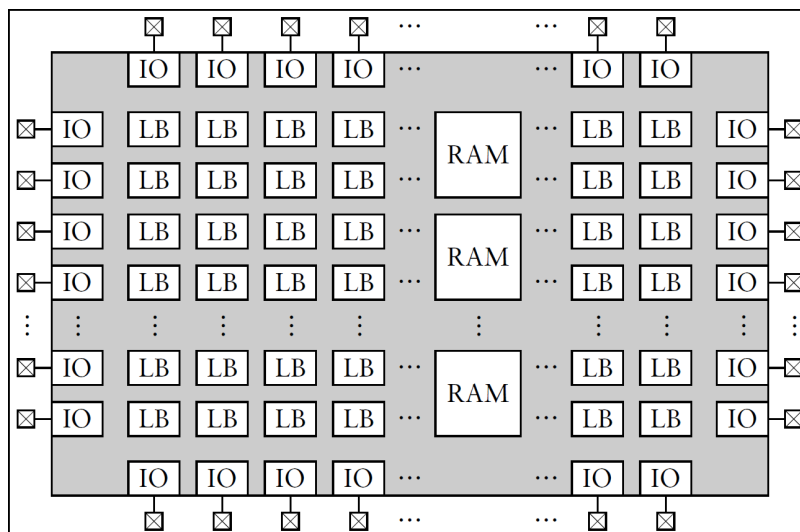 ... ...
IO IO IO IO ... ... IO IO
IO LB LB LB LB ... RAM ... LB LB IO
IO LB LB LB LB ... ... LB LB IO
IO LB LB LB LB ... RAM ... LB LB IO
IO LB LB LB LB ... ... LB LB IO
⋮ ⋮ ⋮ ⋮ ⋮ ⋮ ⋮ ⋮ ⋮ ⋮ ⋮
IO LB LB LB LB ... RAM ... LB LB IO
IO LB LB LB LB ... ... LB LB IO
IO IO IO IO ... ... IO IO
... ...